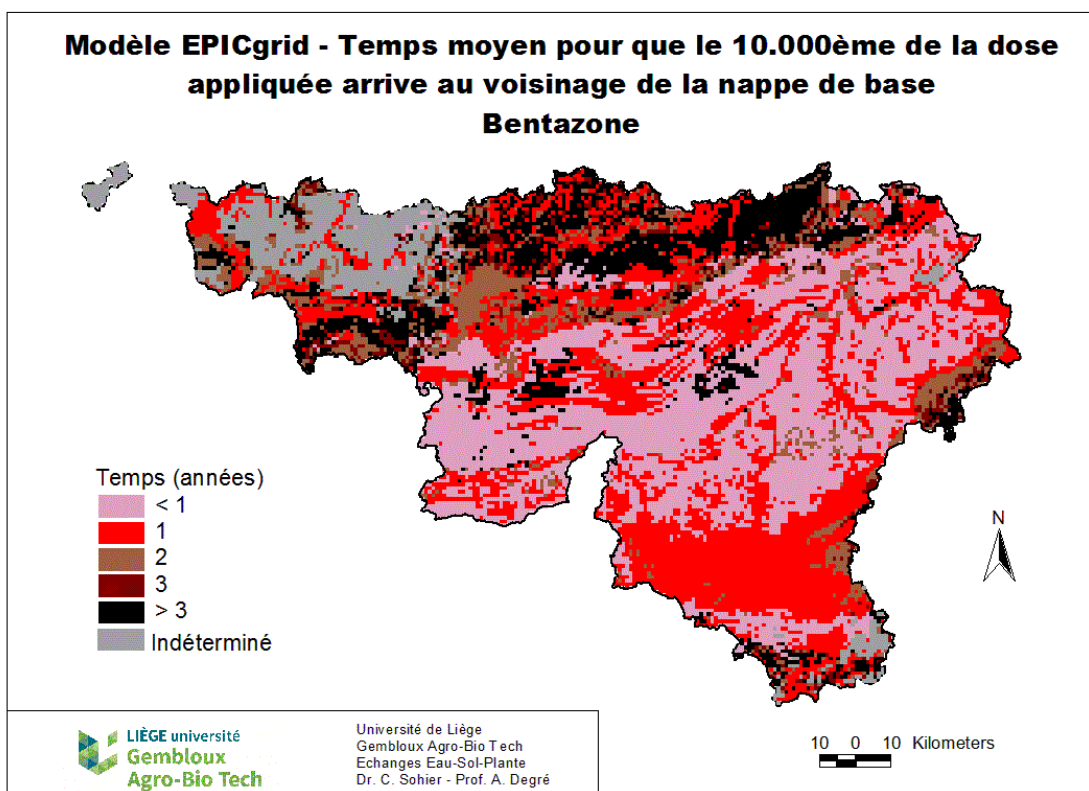 Modèle EPICgrid - Temps moyen pour que le 10.000ème de la dose
appliquée arrive au voisinage de la nappe de base
Bentazone
Temps (années)
< 1
1
2
3
> 3
Indéterminé
N
LIÈGE université
Gembloux
Agro-Bio Tech
Université de Liège
Gembloux Agro-Bio Tech
Echanges Eau-Sol-Plante
Dr. C. Sohier - Prof. A. Degré
10 0 10 Kilometers